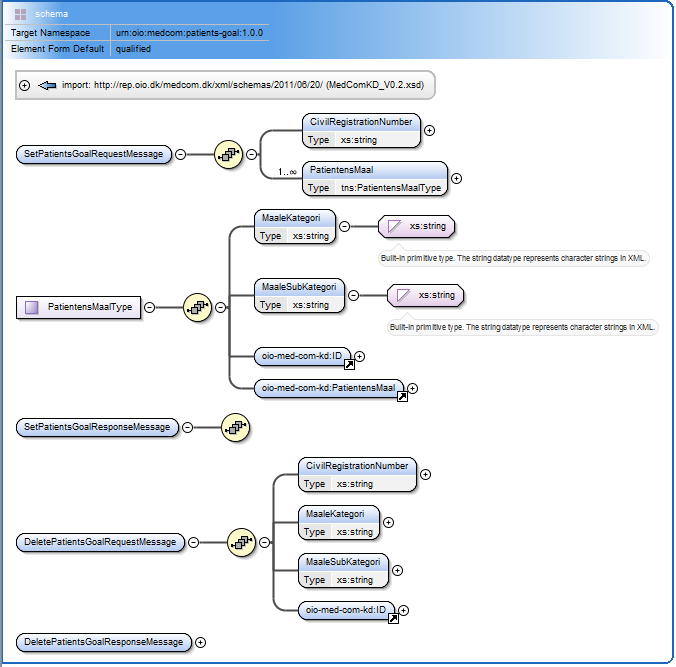 schema
Target Namespace urn:oio:medcom:patients-goal:1.0.0
Element Form Default qualified
import: http://rep.oio.dk/medcom.dk/xml/schemas/2011/06/20/ (MedComKD_V0.2.xsd)
CivilRegistrationNumber
Type xs:string
SetPatientsGoalRequestMessage
1..∞
PatientensMaal
Type tns:PatientensMaalType
MaaleKategori
Type xs:string
xs:string
Built-in primitive type. The string datatype represents character strings in XML.
MaaleSubKategori
Type xs:string
xs:string
Built-in primitive type. The string datatype represents character strings in XML.
PatientensMaalType
oio-med-com-kd:ID
oio-med-com-kd:PatientensMaal
SetPatientsGoalResponseMessage
CivilRegistrationNumber
Type xs:string
MaaleKategori
Type xs:string
DeletePatientsGoalRequestMessage
MaaleSubKategori
Type xs:string
oio-med-com-kd:ID
DeletePatientsGoalResponseMessage